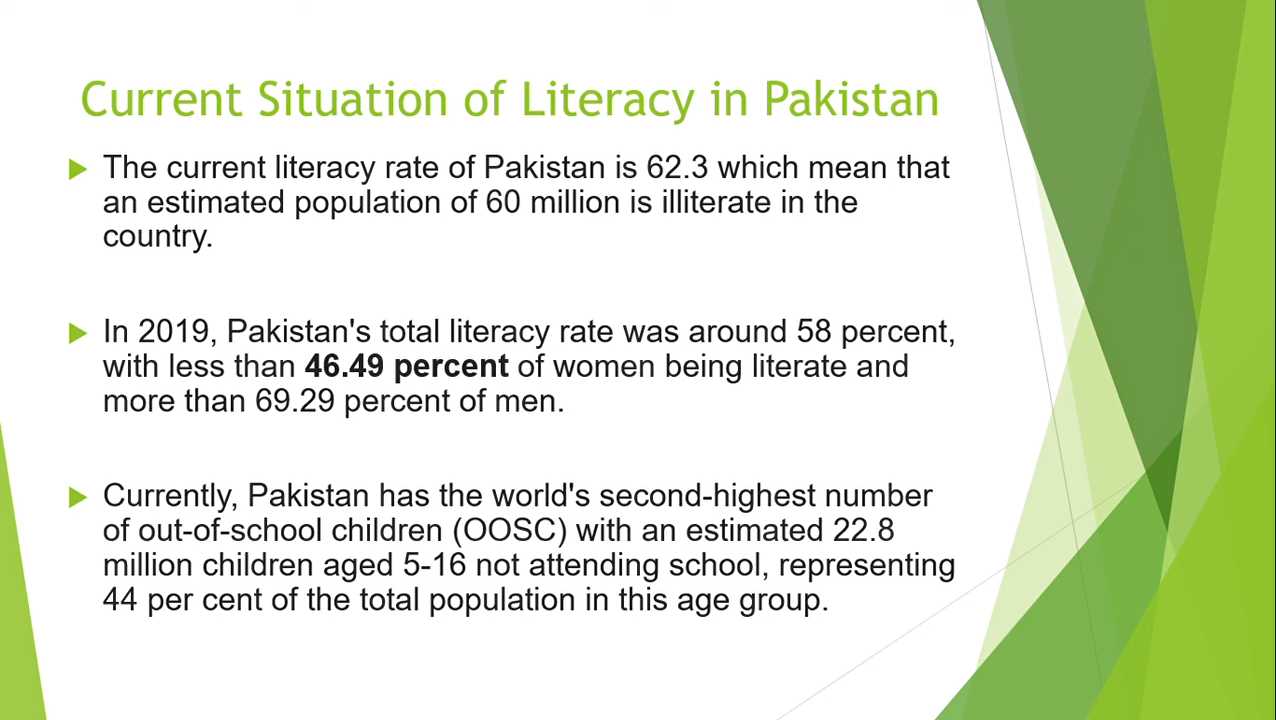 Current Situation of Literacy in Pakistan
The current literacy rate of Pakistan is 62.3 which mean that
an estimated population of 60 million is illiterate in the
country.
In 2019, Pakistan's total literacy rate was around 58 percent,
with less than 46.49 percent of women being literate and
more than 69.29 percent of men.
Currently, Pakistan has the world's second-highest number
of out-of-school children (OOSC) with an estimated 22.8
million children aged 5-16 not attending school, representing
44 per cent of the total population in this age group.